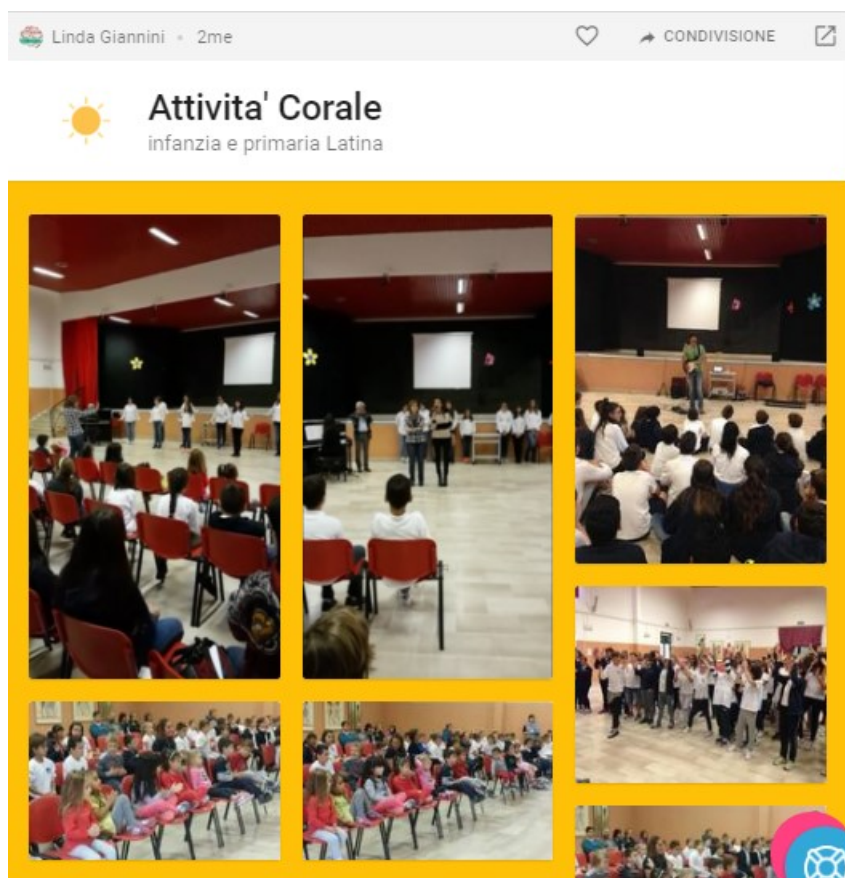 Linda Giannini • 2me
CONDIVISIONE
Attivita' Corale
infanzia e primaria Latina